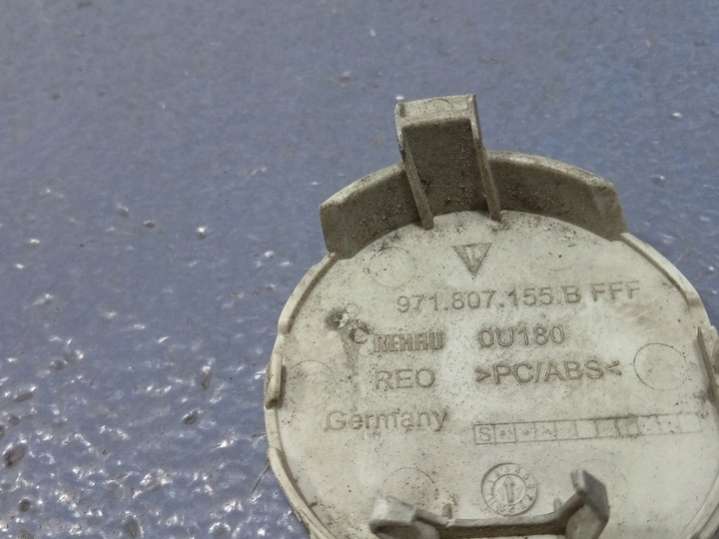 971.807.155.B FFF
REHAU 0U180
REO >PC/ABS<
Germany
S